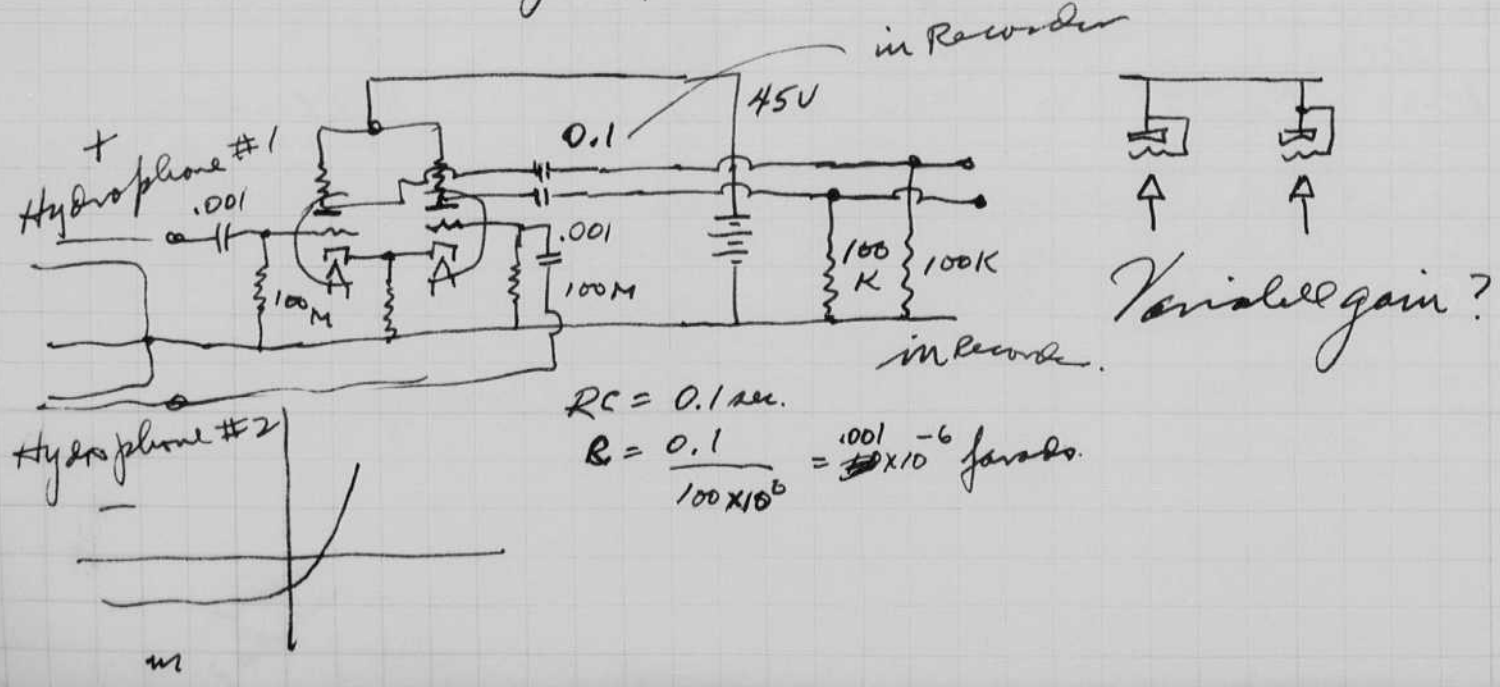 in Recorder
45V
0.1
+
Hydrophone #1
.001
.001
100M
100M
100
K
100K
Variable gain?
in Recorder.
RC = 0.1 sec.
Hydrophone #2
—
C = 0.1 / 100×10⁶ = .001 ×10⁻⁶ farads.